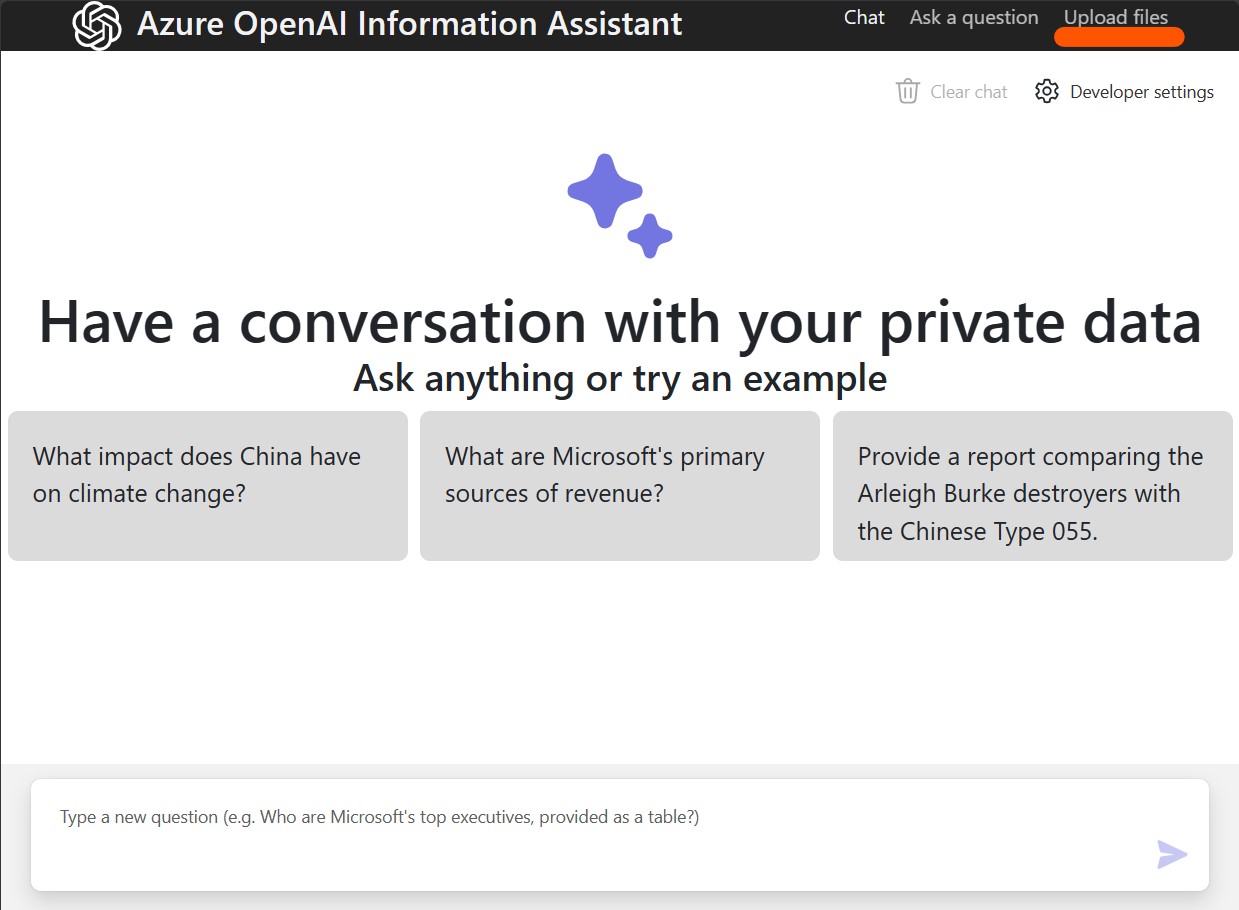 Azure OpenAI Information Assistant
Chat
Ask a question
Upload files
Clear chat
Developer settings
Have a conversation with your private data
Ask anything or try an example
What impact does China have
on climate change?
What are Microsoft's primary
sources of revenue?
Provide a report comparing the
Arleigh Burke destroyers with
the Chinese Type 055.
Type a new question (e.g. Who are Microsoft's top executives, provided as a table?)